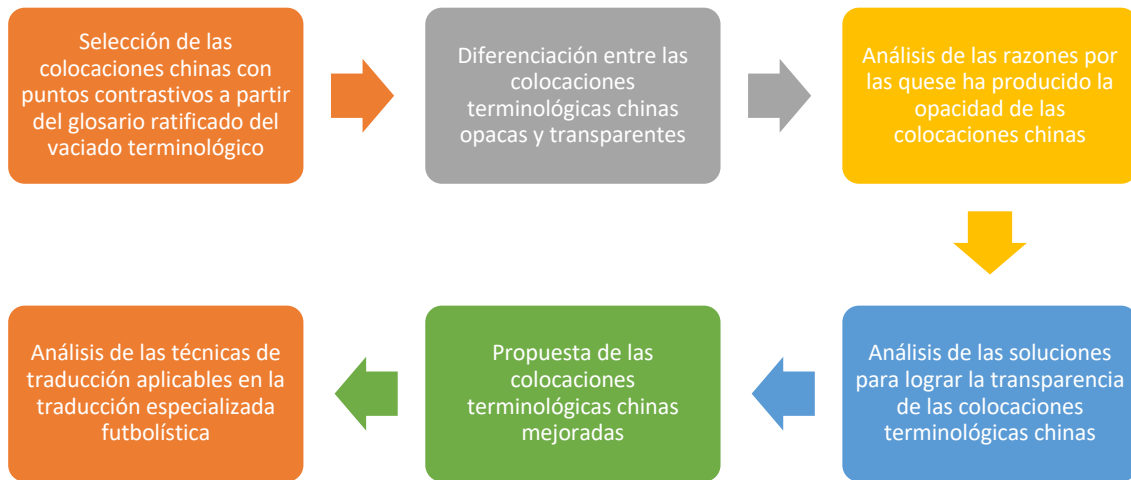 Selección de las
colocaciones chinas con
puntos contrastivos a partir
del glosario ratificado del
vaciado terminológico
Diferenciación entre las
colocaciones
terminológicas chinas
opacas y transparentes
Análisis de las razones por
las quese ha producido la
opacidad de las
colocaciones chinas
Análisis de las soluciones
para lograr la transparencia
de las colocaciones
terminológicas chinas
Propuesta de las
colocaciones
terminológicas chinas
mejoradas
Análisis de las técnicas de
traducción aplicables en la
traducción especializada
futbolística